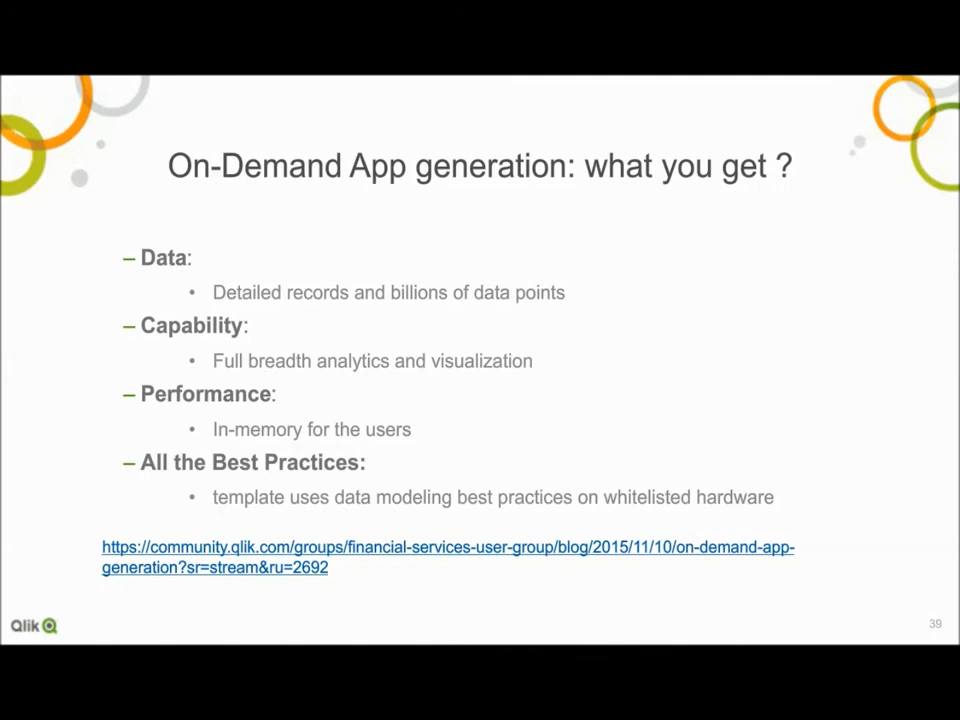 On-Demand App generation: what you get ?
– Data:
• Detailed records and billions of data points
– Capability:
• Full breadth analytics and visualization
– Performance:
• In-memory for the users
– All the Best Practices:
• template uses data modeling best practices on whitelisted hardware
https://community.qlik.com/groups/financial-services-user-group/blog/2015/11/10/on-demand-app-
generation?sr=stream&ru=2692
Qlik
39